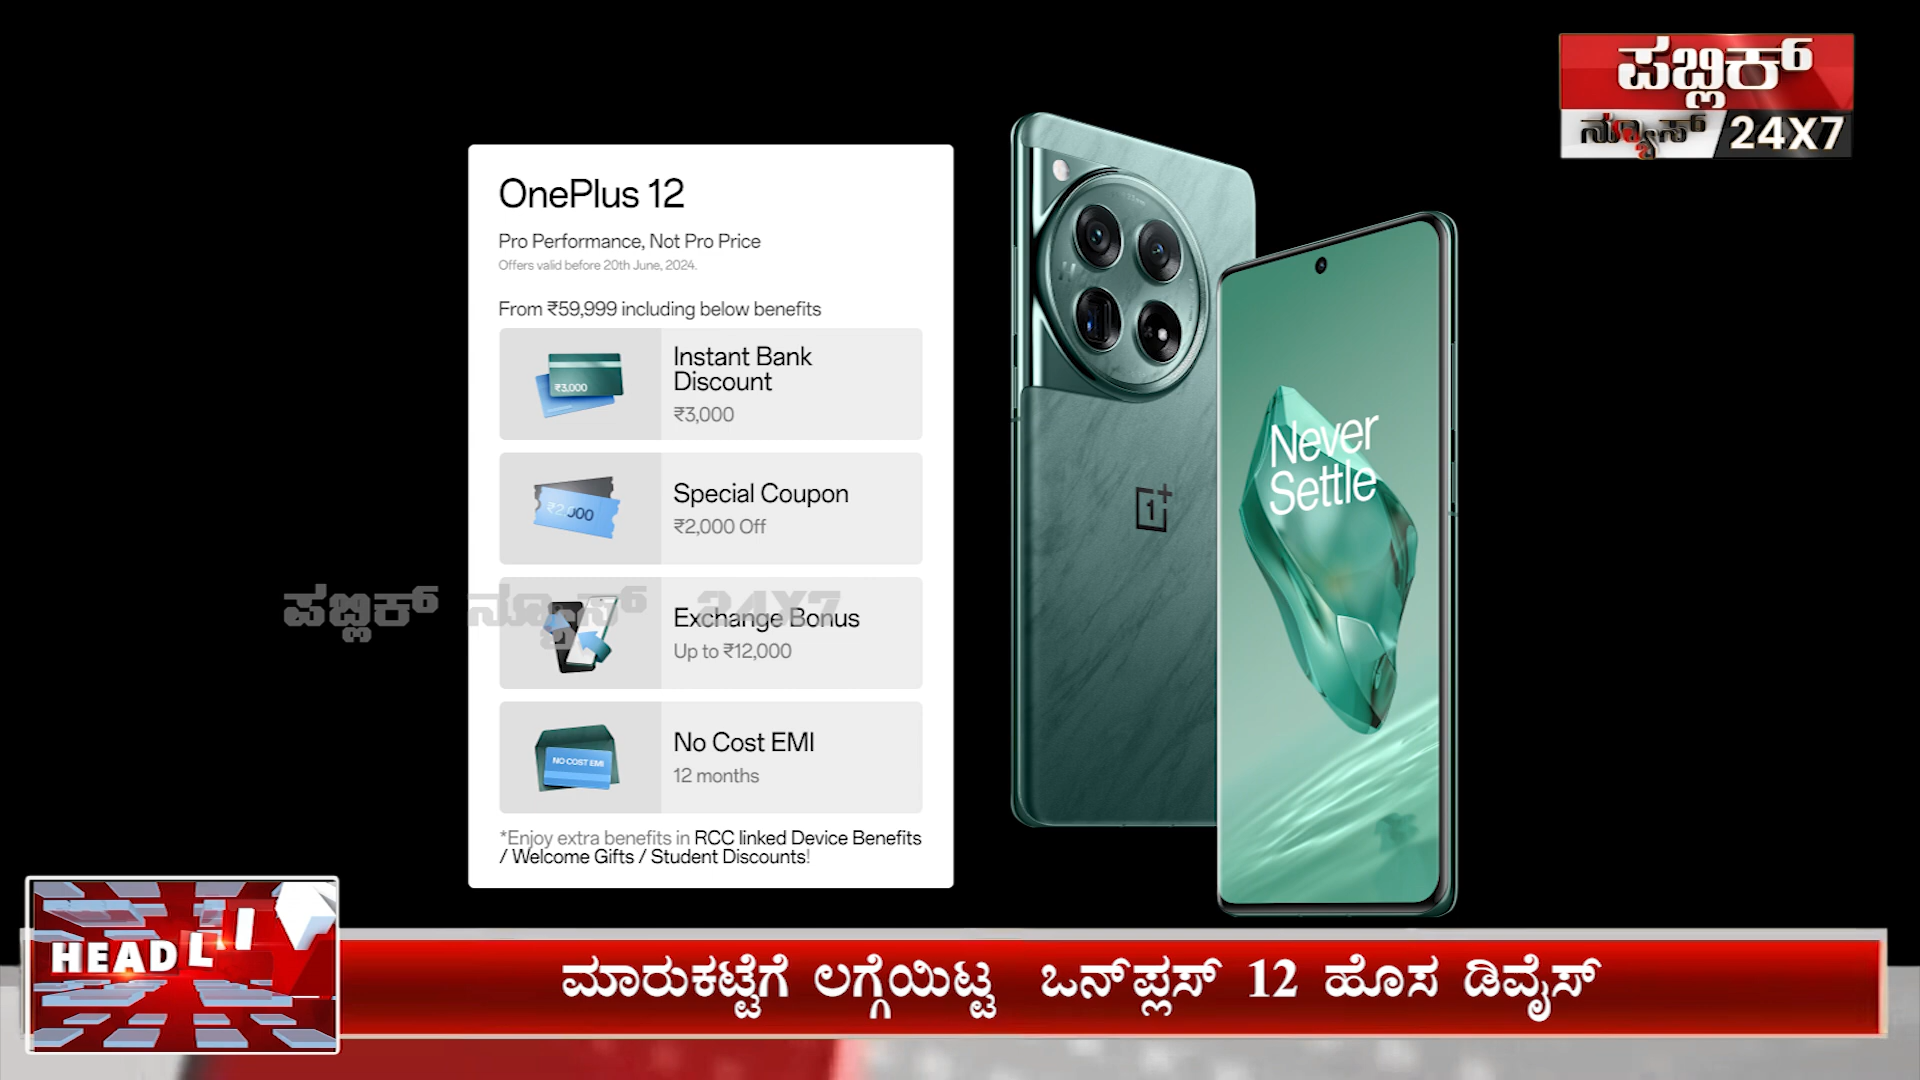 ಪಬ್ಲಿಕ್
ನ್ಯೂಸ್ 24X7
OnePlus 12
Pro Performance, Not Pro Price
Offers valid before 20th June, 2024.
From ₹59,999 including below benefits
₹3,000
Instant Bank
Discount
₹3,000
₹2,000
Special Coupon
₹2,000 Off
ಪಬ್ಲಿಕ್ ನ್ಯೂಸ್ 24X7
Exchange Bonus
Up to ₹12,000
NO COST EMI
No Cost EMI
12 months
*Enjoy extra benefits in RCC linked Device Benefits
/ Welcome Gifts / Student Discounts!
Never
Settle
HEADLI
ಮಾರುಕಟ್ಟೆಗೆ ಲಗ್ಗೆಯಿಟ್ಟ ಒನ್‌ಪ್ಲಸ್ 12 ಹೊಸ ಡಿವೈಸ್